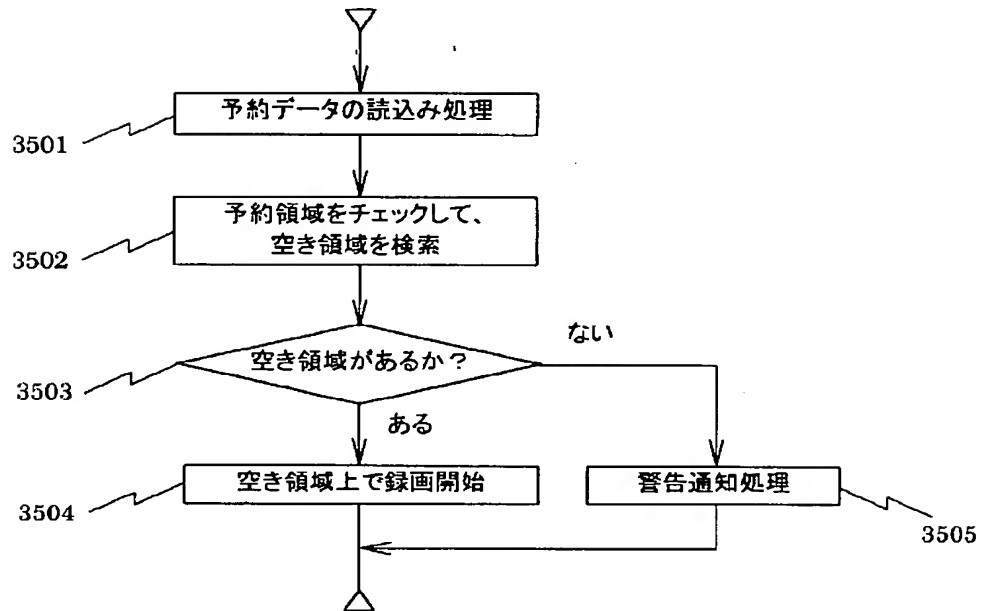 予約データの読込み処理
3501
予約領域をチェックして、
空き領域を検索
3502
ない
空き領域があるか？
3503
ある
空き領域上で録画開始
3504
警告通知処理
3505